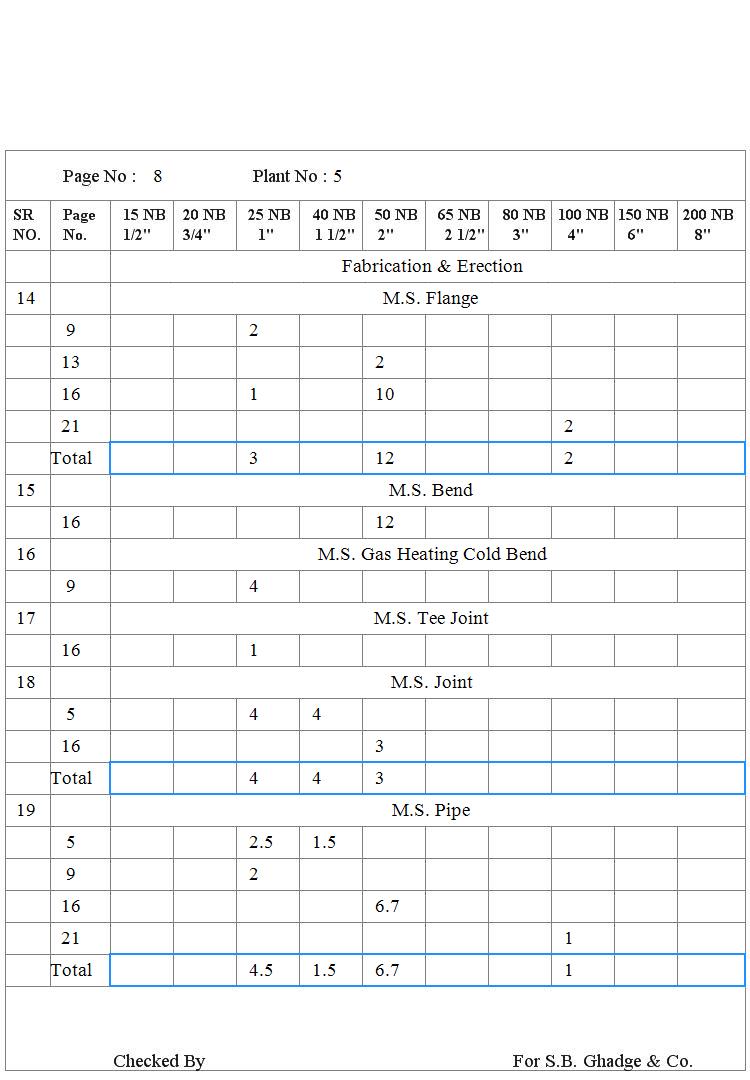 Page No : 8 Plant No : 5
SR Page 15 NB 20 NB 25 NB 40 NB 50 NB 65 NB 80 NB 100 NB 150 NB 200 NB
NO. No. 1/2" 3/4" 1" 1 1/2" 2" 2 1/2" 3" 4" 6" 8"
Fabrication & Erection
14 M.S. Flange
9 2
13 2
16 1 10
21 2
Total 3 12 2
15 M.S. Bend
16 12
16 M.S. Gas Heating Cold Bend
9 4
17 M.S. Tee Joint
16 1
18 M.S. Joint
5 4 4
16 3
Total 4 4 3
19 M.S. Pipe
5 2.5 1.5
9 2
16 6.7
21 1
Total 4.5 1.5 6.7 1
Checked By For S.B. Ghadge & Co.